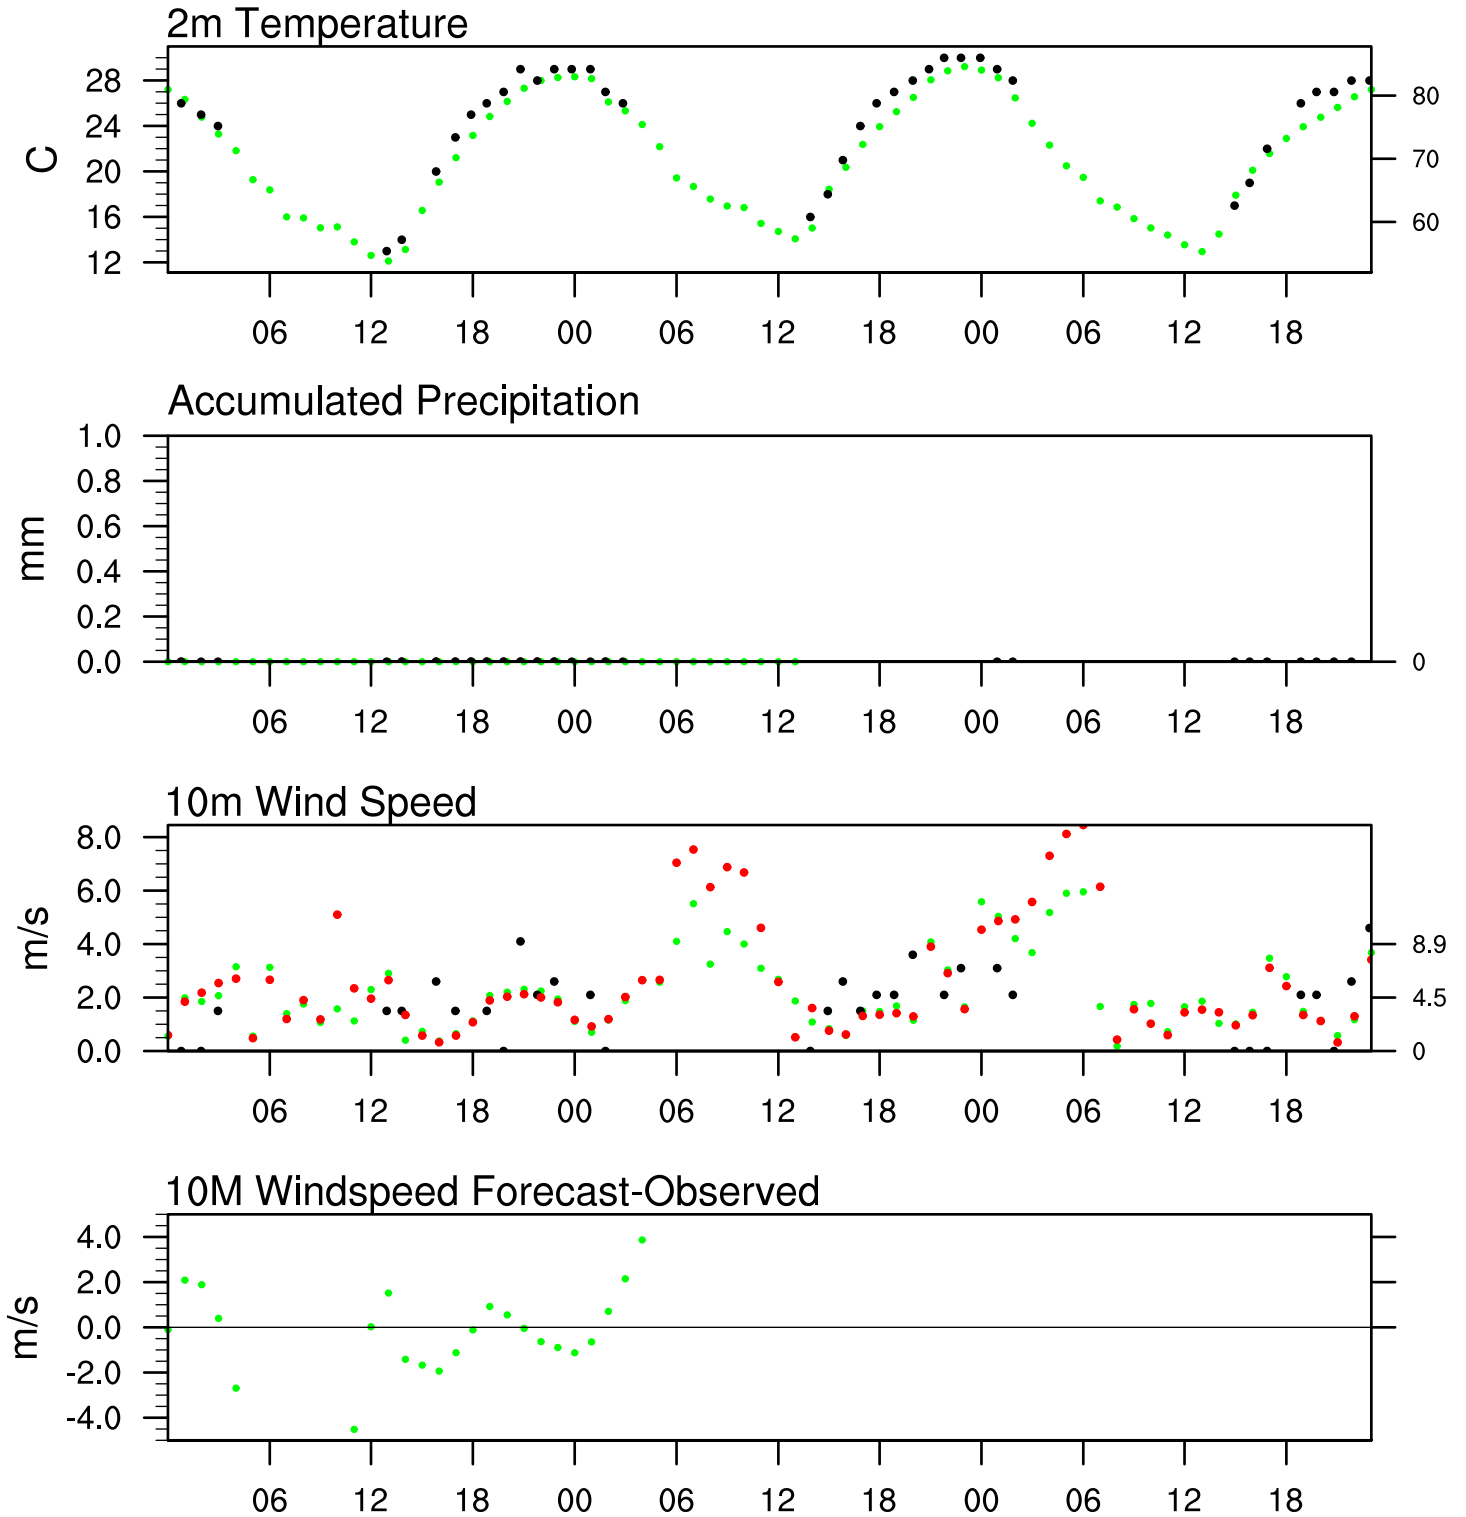 2m Temperature
28
24
20
16
12
C
80
70
60
06 12 18 00 06 12 18 00 06 12 18
Accumulated Precipitation
1.0
0.8
0.6
0.4
0.2
0.0
mm
0
06 12 18 00 06 12 18 00 06 12 18
10m Wind Speed
8.0
6.0
4.0
2.0
0.0
m/s
8.9
4.5
0
06 12 18 00 06 12 18 00 06 12 18
10M Windspeed Forecast-Observed
4.0
2.0
0.0
-2.0
-4.0
m/s
06 12 18 00 06 12 18 00 06 12 18